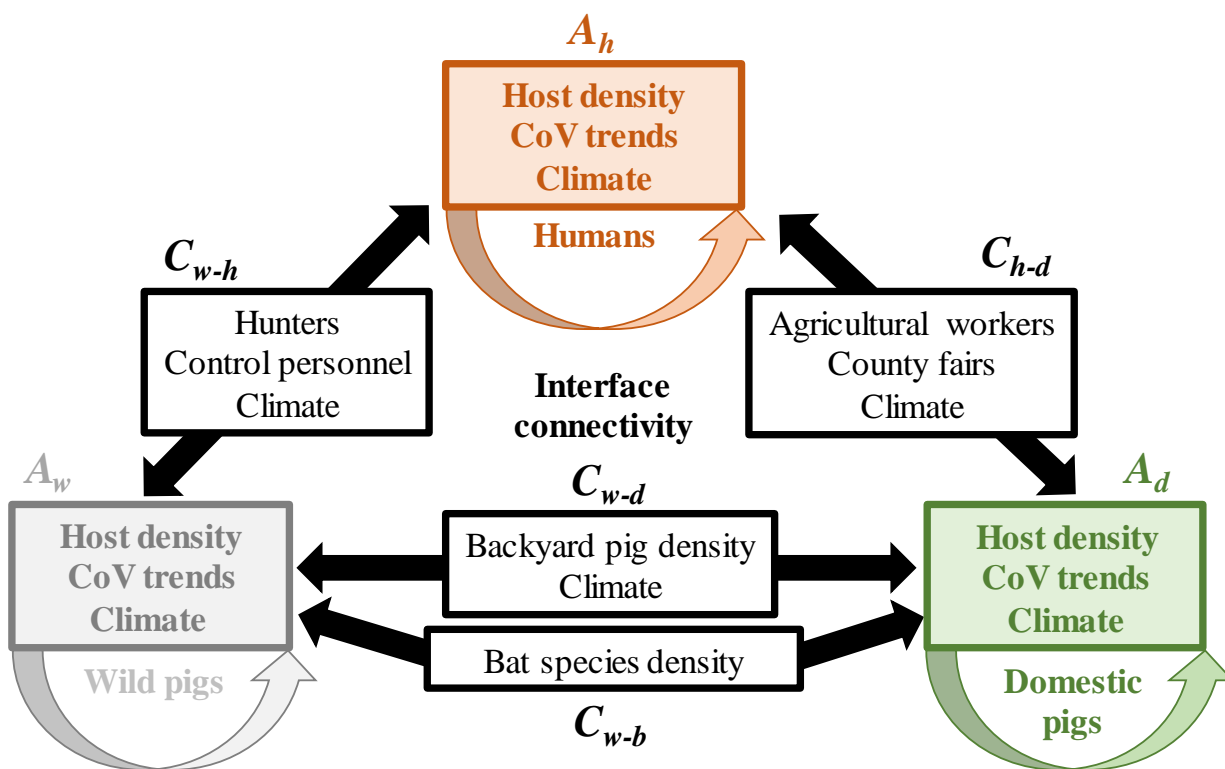 A_h
Host density
CoV trends
Climate
Humans
C_w-h
Hunters
Control personnel
Climate
C_h-d
Agricultural workers
County fairs
Climate
Interface
connectivity
A_w
Host density
CoV trends
Climate
Wild pigs
C_w-d
Backyard pig density
Climate
Bat species density
C_w-b
A_d
Host density
CoV trends
Climate
Domestic
pigs